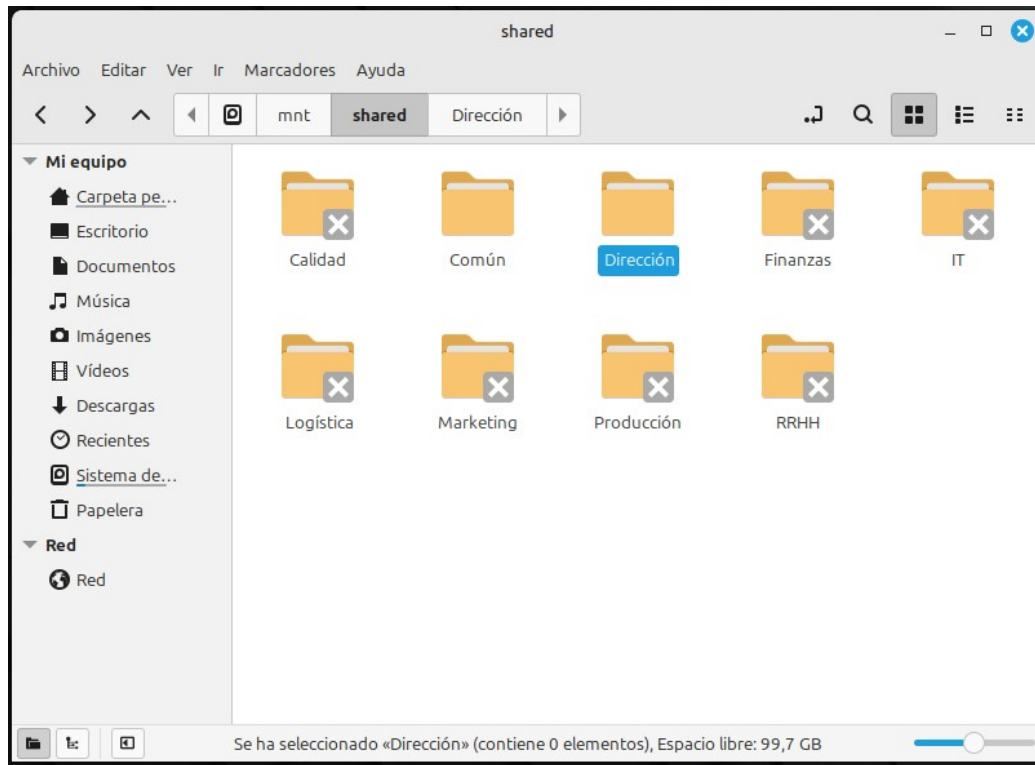 shared
Archivo Editar Ver Ir Marcadores Ayuda
mnt shared Dirección
Mi equipo
Carpeta pe...
Escritorio
Documentos
Música
Imágenes
Vídeos
Descargas
Recientes
Sistema de...
Papelera
Red
Red
Calidad Común Dirección Finanzas IT
Logística Marketing Producción RRHH
Se ha seleccionado «Dirección» (contiene 0 elementos), Espacio libre: 99,7 GB